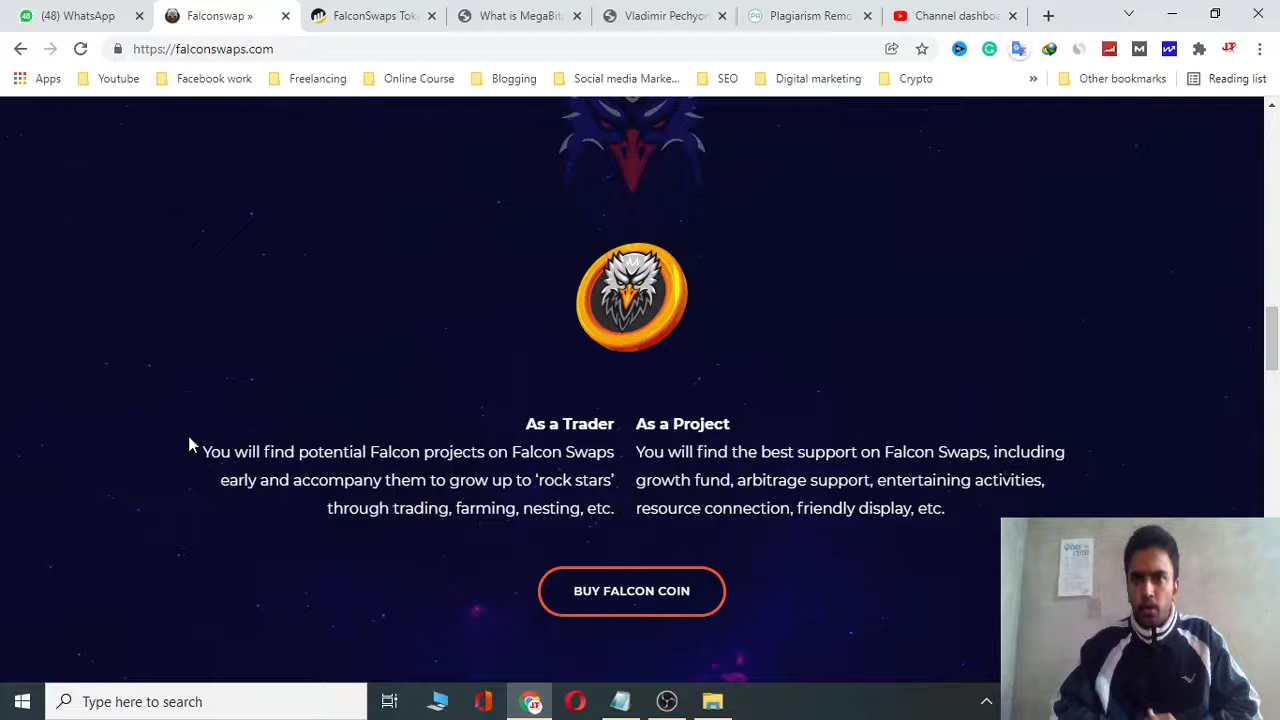 (48) WhatsApp
Falconswap »
FalconSwaps Tok
What is MegaBit
Vladimir Pechyor
Plagiarism Remo
Channel dashbo
https://falconswaps.com
Apps
Youtube
Facebook work
Freelancing
Online Course
Blogging
Social media Marke...
SEO
Digital marketing
Crypto
»
Other bookmarks
Reading list
As a Trader
You will find potential Falcon projects on Falcon Swaps
early and accompany them to grow up to ‘rock stars’
through trading, farming, nesting, etc.
As a Project
You will find the best support on Falcon Swaps, including
growth fund, arbitrage support, entertaining activities,
resource connection, friendly display, etc.
BUY FALCON COIN
Type here to search